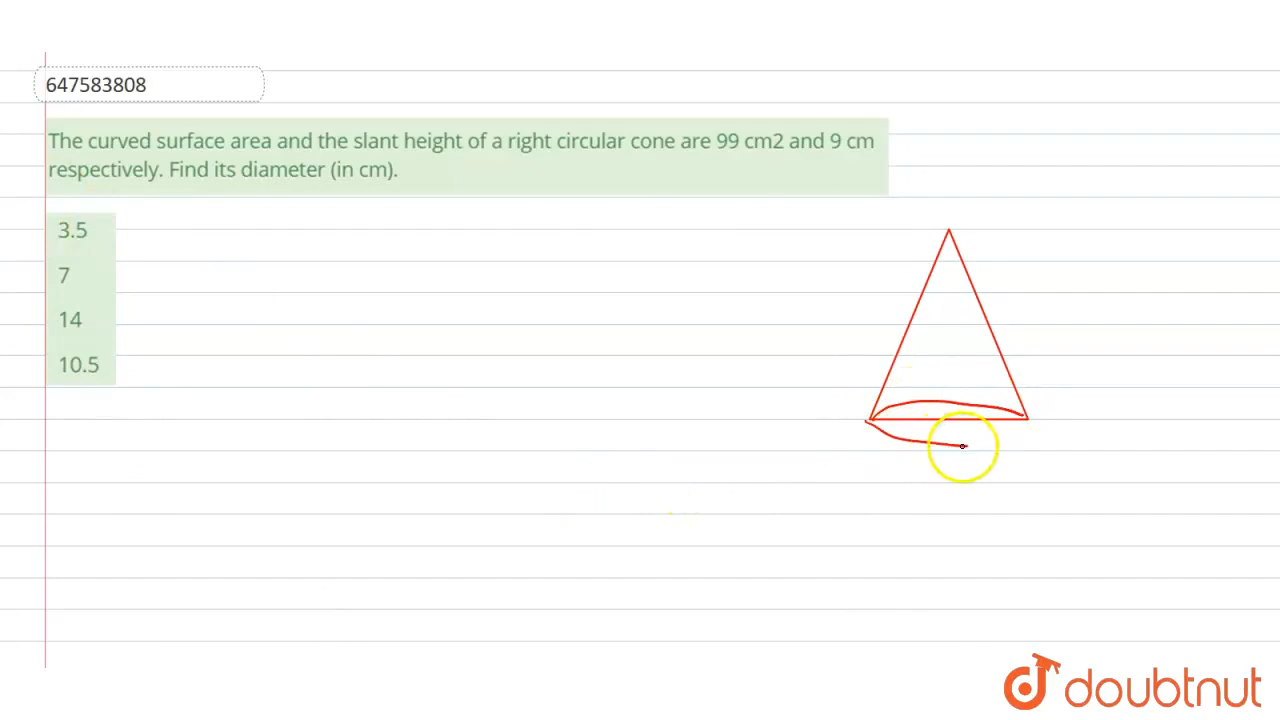 647583808
The curved surface area and the slant height of a right circular cone are 99 cm2 and 9 cm
respectively. Find its diameter (in cm).
3.5
7
14
10.5
doubtnut